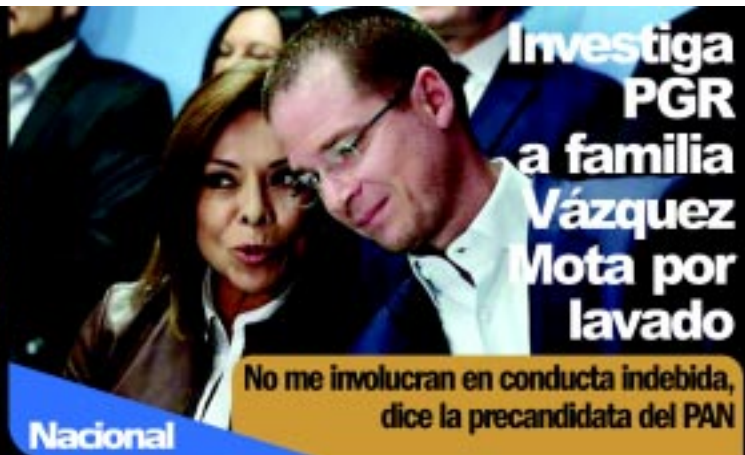 Investiga
PGR
a familia
Vázquez
Mota por
lavado
No me involucran en conducta indebida,
dice la precandidata del PAN
Nacional